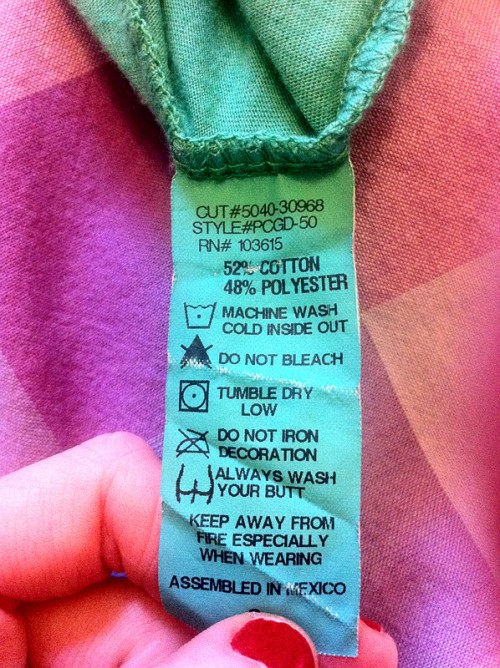 CUT#5040-30968
STYLE#PCGD-50
RN# 103615
52% COTTON
48% POLYESTER
MACHINE WASH
COLD INSIDE OUT
DO NOT BLEACH
TUMBLE DRY
LOW
DO NOT IRON
DECORATION
ALWAYS WASH
YOUR BUTT
KEEP AWAY FROM
FIRE ESPECIALLY
WHEN WEARING
ASSEMBLED IN MEXICO